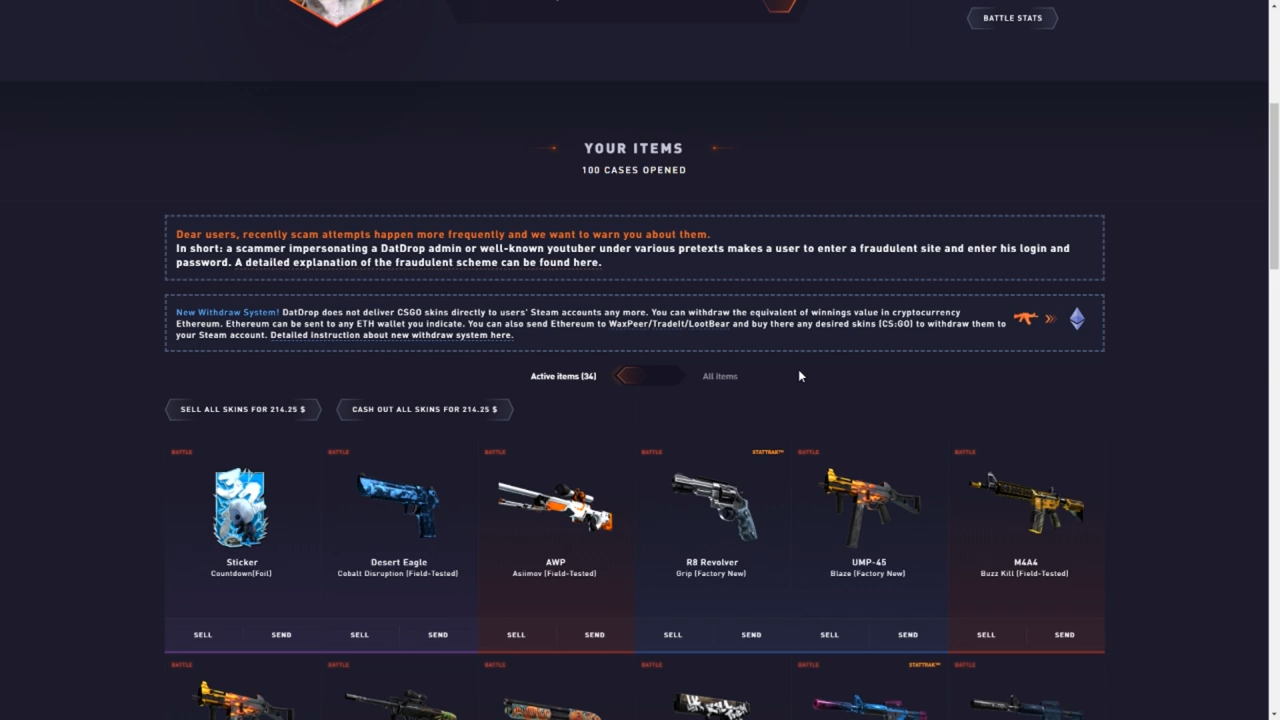 BATTLE STATS
YOUR ITEMS
100 CASES OPENED
Dear users, recently scam attempts happen more frequently and we want to warn you about them.
In short: a scammer impersonating a DatDrop admin or well-known youtuber under various pretexts makes a user to enter a fraudulent site and enter his login and
password. A detailed explanation of the fraudulent scheme can be found here.
New Withdraw System! DatDrop does not deliver CSGO skins directly to users' Steam accounts any more. You can withdraw the equivalent of winnings value in cryptocurrency
Ethereum. Ethereum can be sent to any ETH wallet you indicate. You can also send Ethereum to WaxPeer/TradeIt/LootBear and buy there any desired skins (CS:GO) to withdraw them to
your Steam account. Detailed instruction about new withdraw system here.
Active items (34) All items
SELL ALL SKINS FOR 214.25 $ CASH OUT ALL SKINS FOR 214.25 $
BATTLE BATTLE BATTLE BATTLE STATTRAK™ BATTLE BATTLE
Sticker Desert Eagle AWP R8 Revolver UMP-45 M4A4
Countdown(Foil) Cobalt Disruption (Field-Tested) Asiimov (Field-Tested) Grip (Factory New) Blaze (Factory New) Buzz Kill (Field-Tested)
SELL SEND SELL SEND SELL SEND SELL SEND SELL SEND SELL SEND
BATTLE BATTLE BATTLE BATTLE BATTLE STATTRAK™ BATTLE